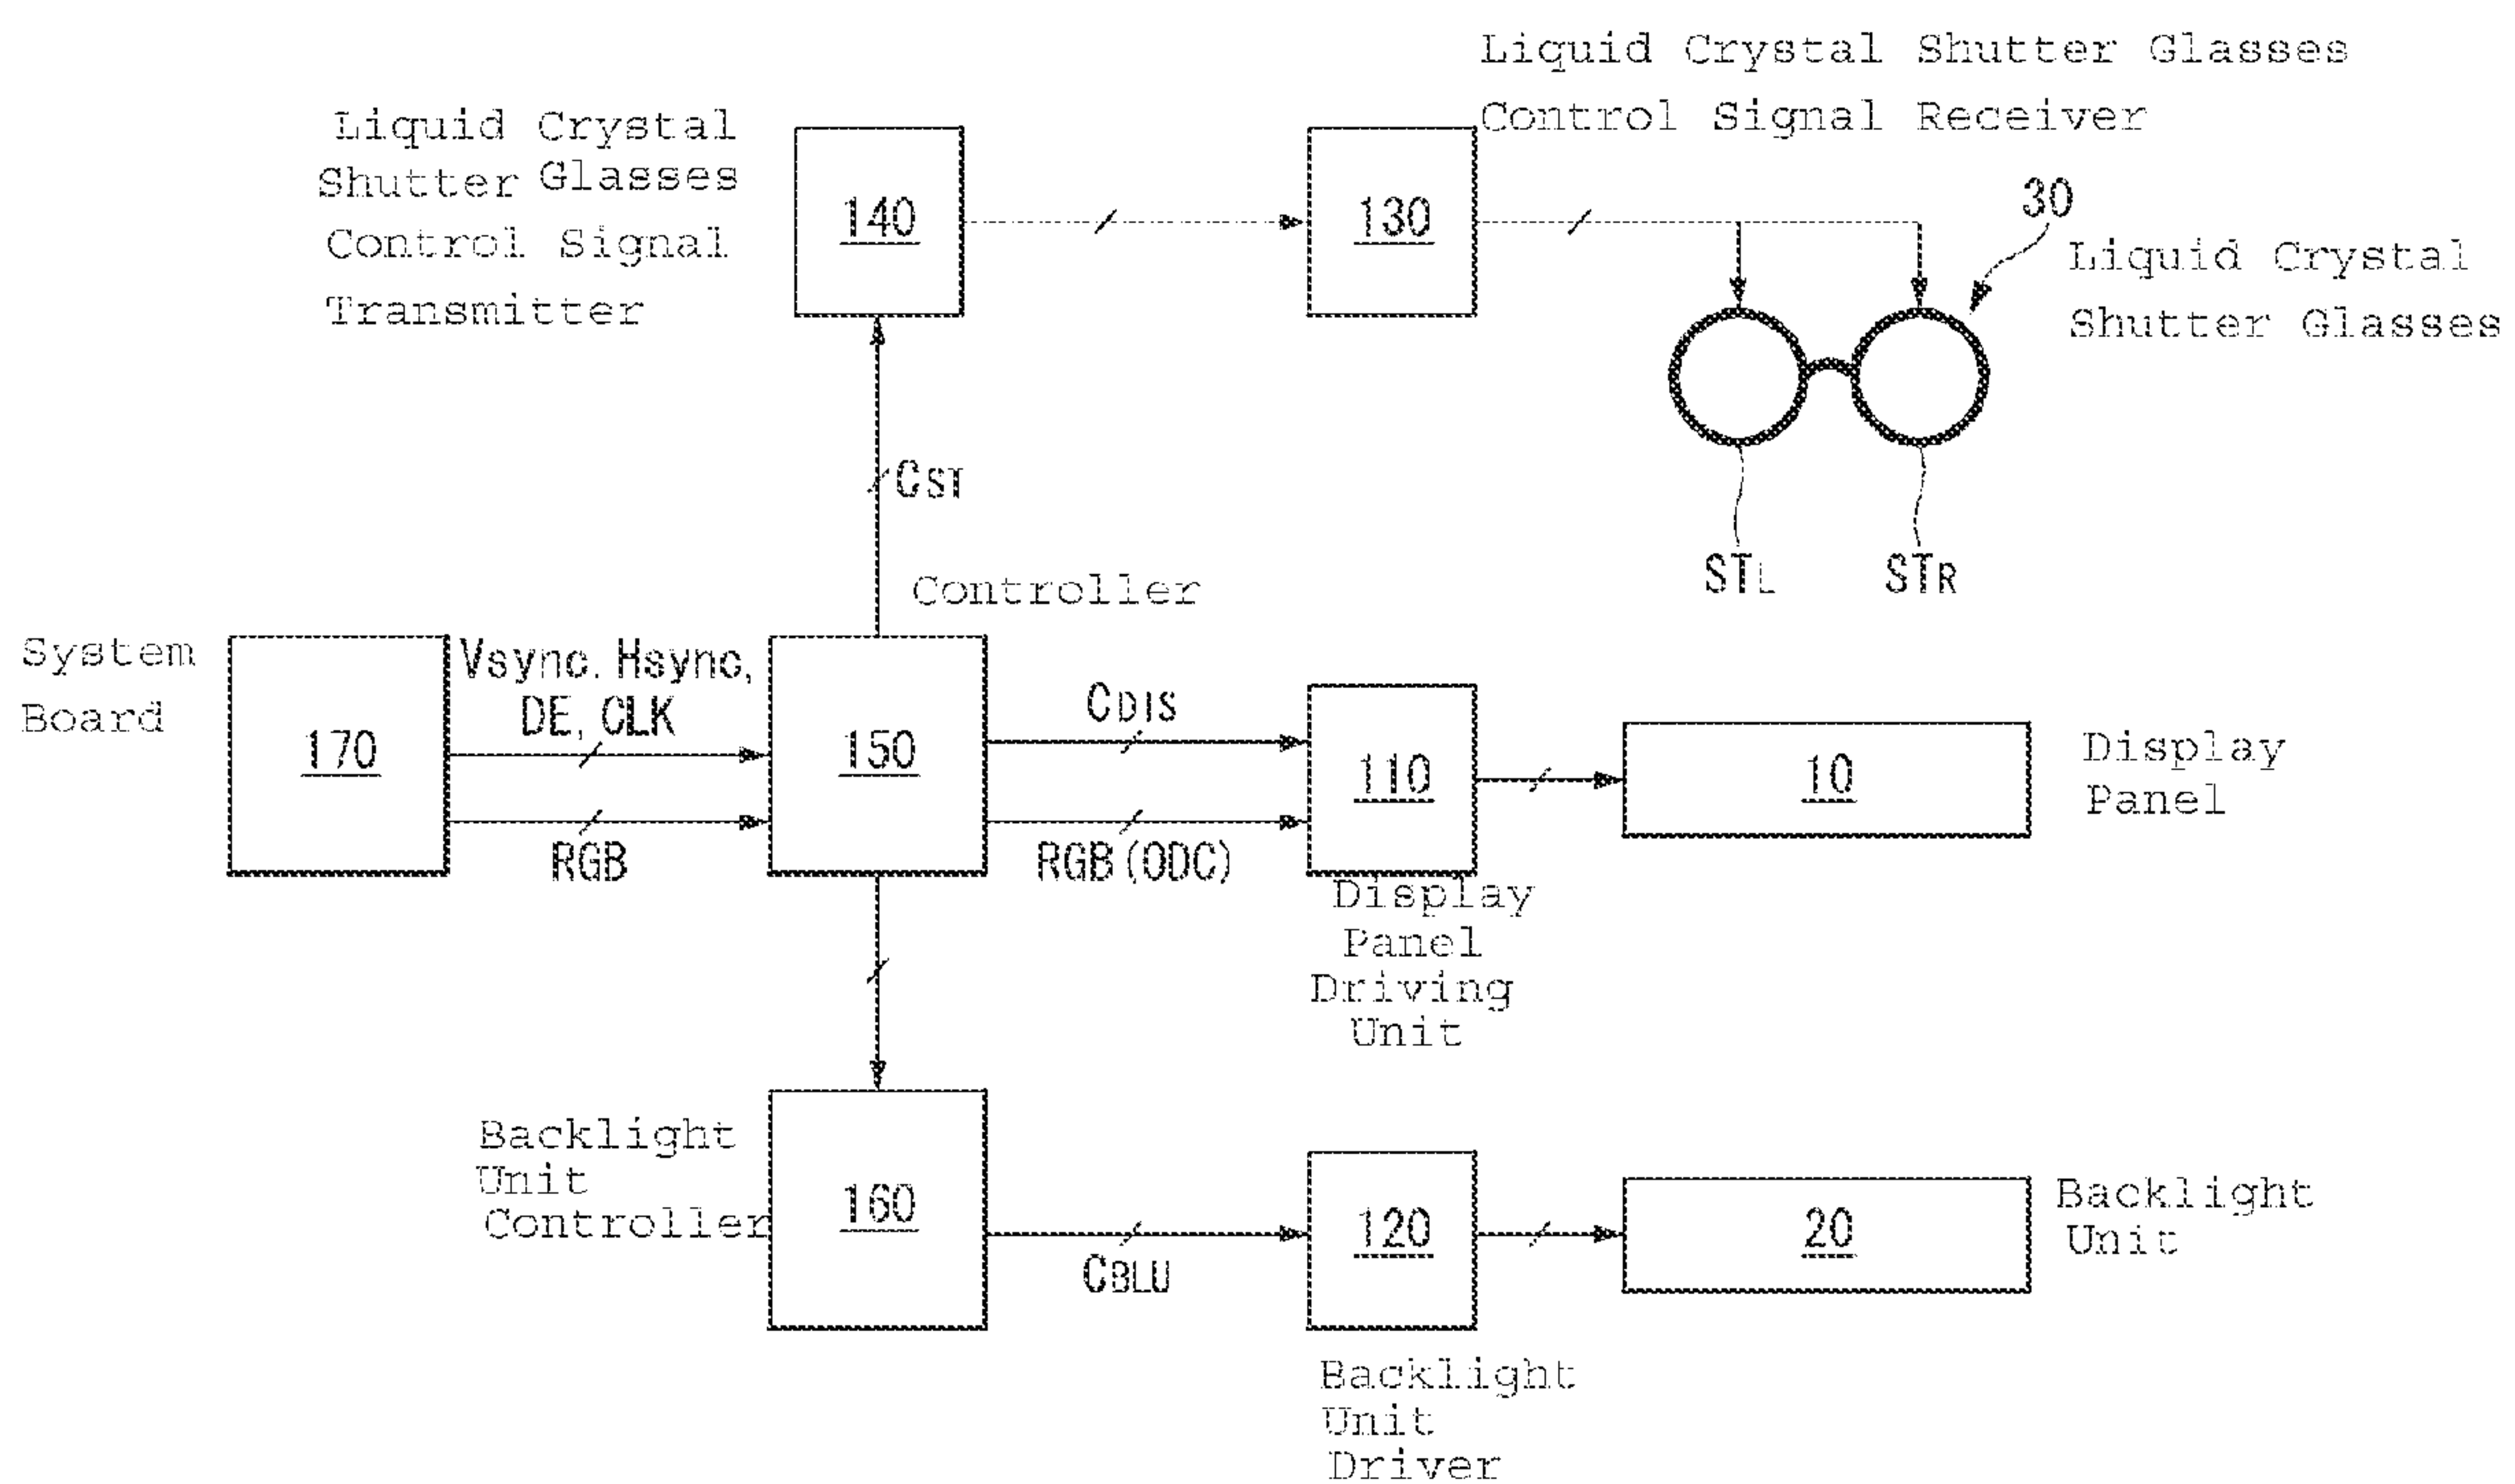 Liquid Crystal Shutter Glasses
Control Signal Receiver
Liquid Crystal
Shutter Glasses
Control Signal
Transmitter
140
130
30
Liquid Crystal
Shutter Glasses
CST
STL
STR
Controller
System
Board
170
Vsync. Hsync,
DE, CLK
RGB
150
CDIS
RGB(ODC)
110
Display
Panel
Driving
Unit
10
Display
Panel
Backlight
Unit
Controller
160
CBLU
120
Backlight
Unit
Driver
20
Backlight
Unit